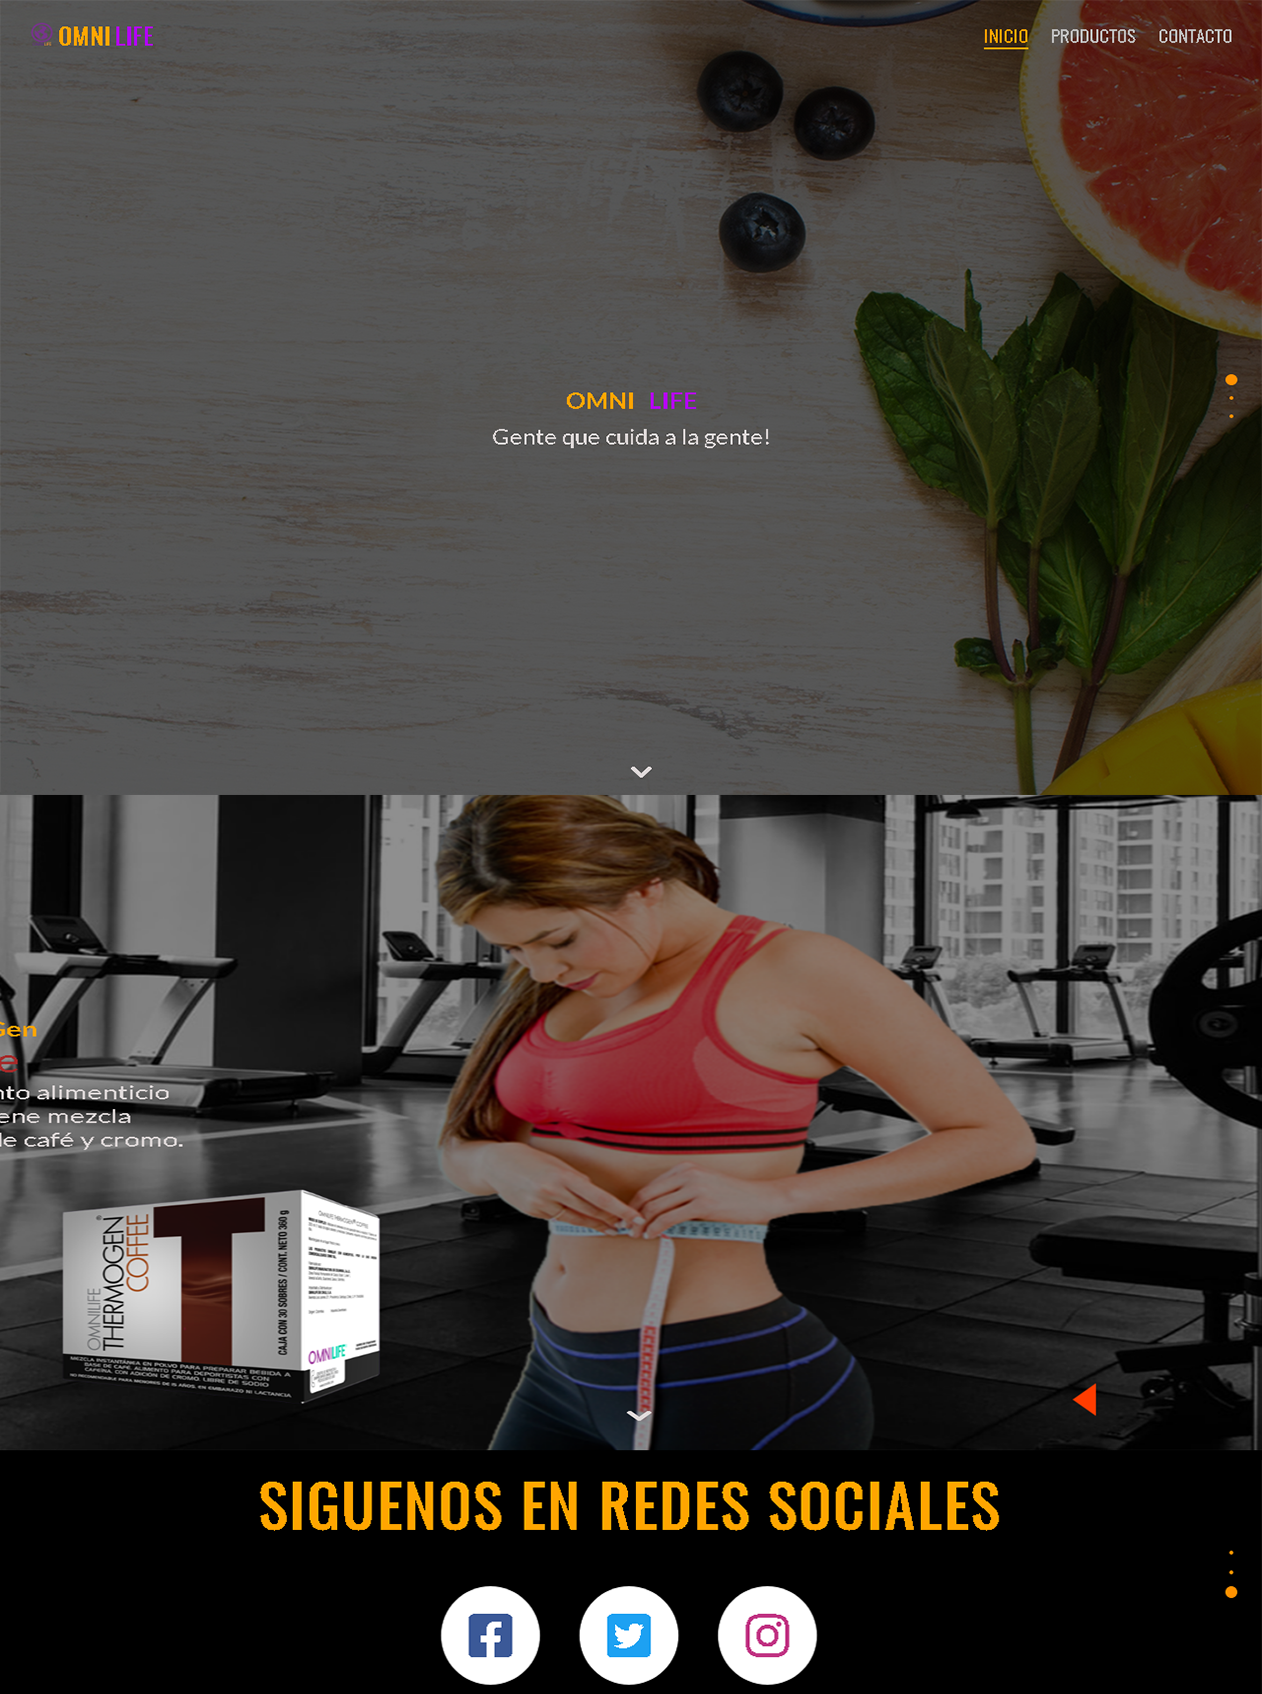 OMNI LIFE
INICIO PRODUCTOS CONTACTO
OMNI LIFE
Gente que cuida a la gente!
Gen
e
nto alimenticio
ene mezcla
de café y cromo.
OMNILIFE
THERMOGEN®
COFFEE
T
CAJA CON 30 SOBRES / CONT. NETO 360 g
MEZCLA INSTANTÁNEA EN POLVO PARA PREPARAR BEBIDA A
BASE DE CAFÉ. ALIMENTO PARA DEPORTISTAS CON
CAFEÍNA, CON ADICIÓN DE CROMO. LIBRE DE SODIO
NO RECOMENDABLE PARA MENORES DE 15 AÑOS, EN EMBARAZO NI LACTANCIA.
OMNILIFE
SIGUENOS EN REDES SOCIALES